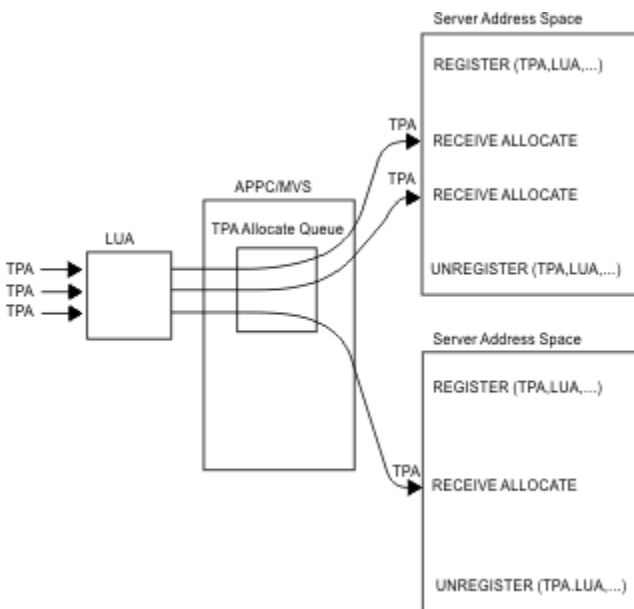 Server Address Space
REGISTER (TPA,LUA,...)
TPA
RECEIVE ALLOCATE
TPA
RECEIVE ALLOCATE
APPC/MVS
TPA Allocate Queue
LUA
TPA
TPA
TPA
UNREGISTER (TPA,LUA,...)
Server Address Space
REGISTER (TPA,LUA,...)
TPA
RECEIVE ALLOCATE
UNREGISTER (TPA.LUA,...)